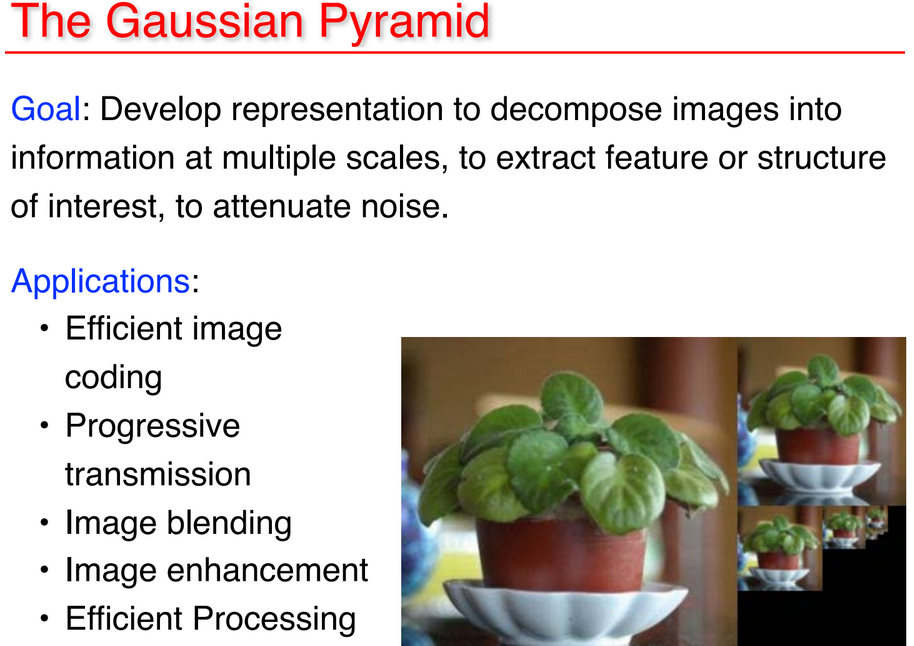 The Gaussian Pyramid
Goal: Develop representation to decompose images into
information at multiple scales, to extract feature or structure
of interest, to attenuate noise.
Applications:
• Efficient image
coding
• Progressive
transmission
• Image blending
• Image enhancement
• Efficient Processing